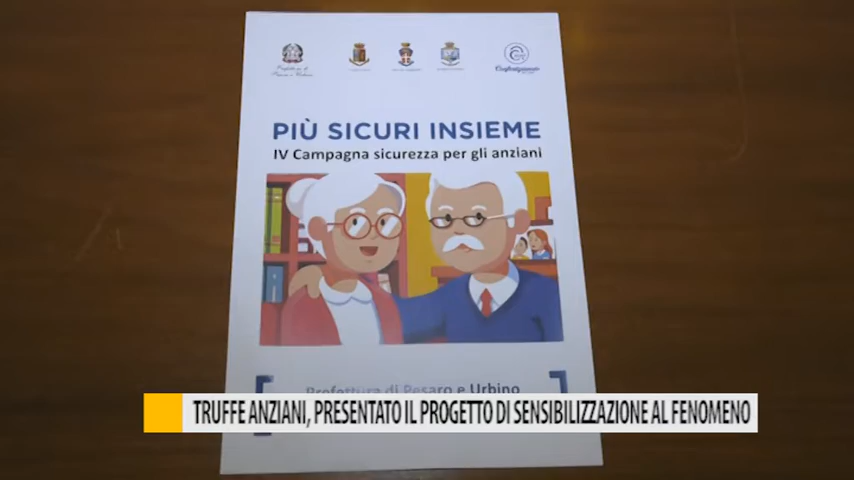 PIÙ SICURI INSIEME
IV Campagna sicurezza per gli anziani
Prefettura di Pesaro e Urbino
TRUFFE ANZIANI, PRESENTATO IL PROGETTO DI SENSIBILIZZAZIONE AL FENOMENO